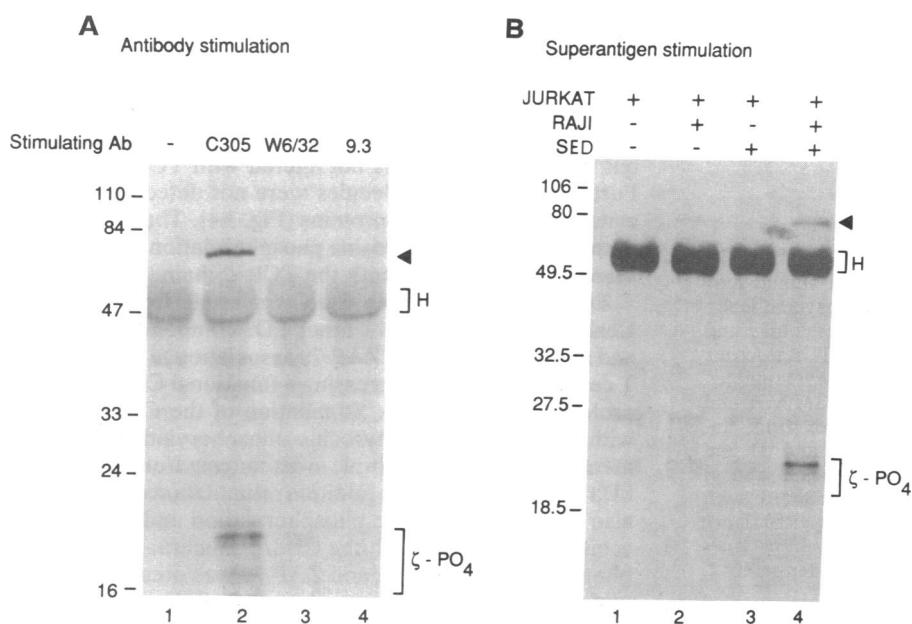 A
Antibody stimulation
Stimulating Ab - C305 W6/32 9.3
110
84
47
33
24
16
H
ζ - PO4
1 2 3 4
B
Superantigen stimulation
JURKAT + + + +
RAJI - + - +
SED - - + +
106
80
49.5
32.5
27.5
18.5
H
ζ - PO4
1 2 3 4